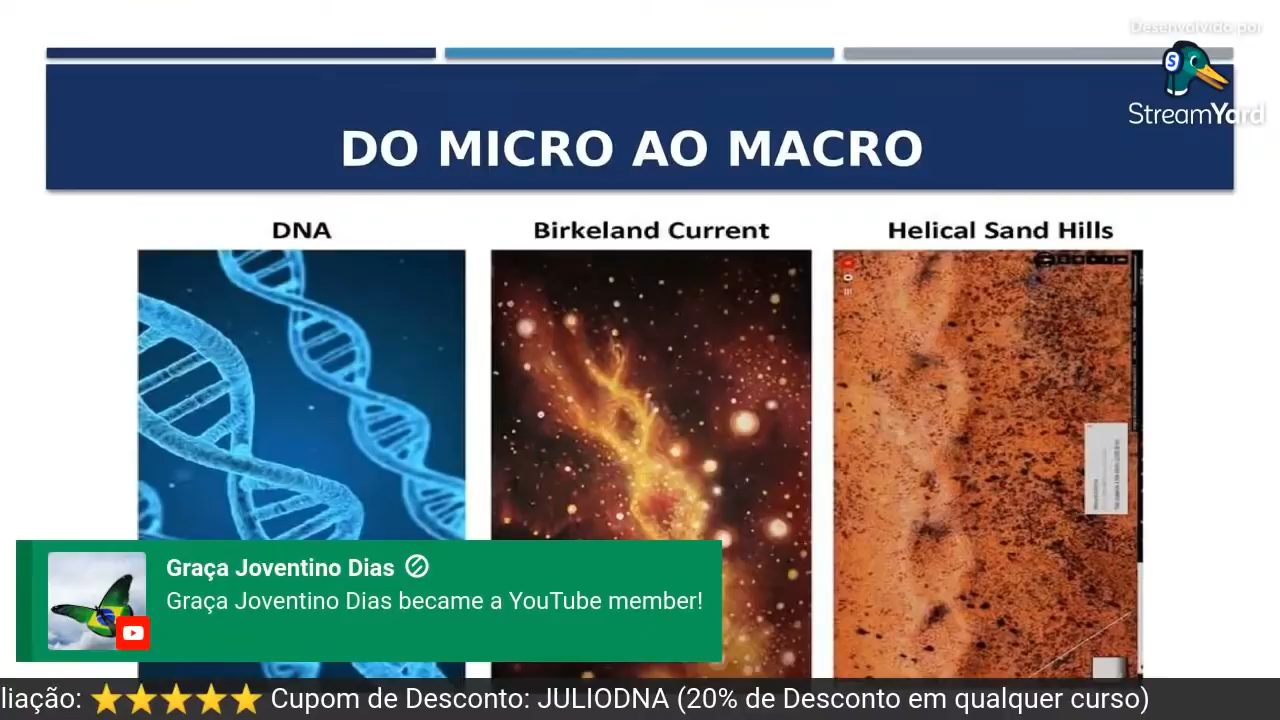 Desenvolvido por
StreamYard
DO MICRO AO MACRO
DNA
Birkeland Current
Helical Sand Hills
Graça Joventino Dias
Graça Joventino Dias became a YouTube member!
liação: ⭐⭐⭐⭐⭐ Cupom de Desconto: JULIODNA (20% de Desconto em qualquer curso)